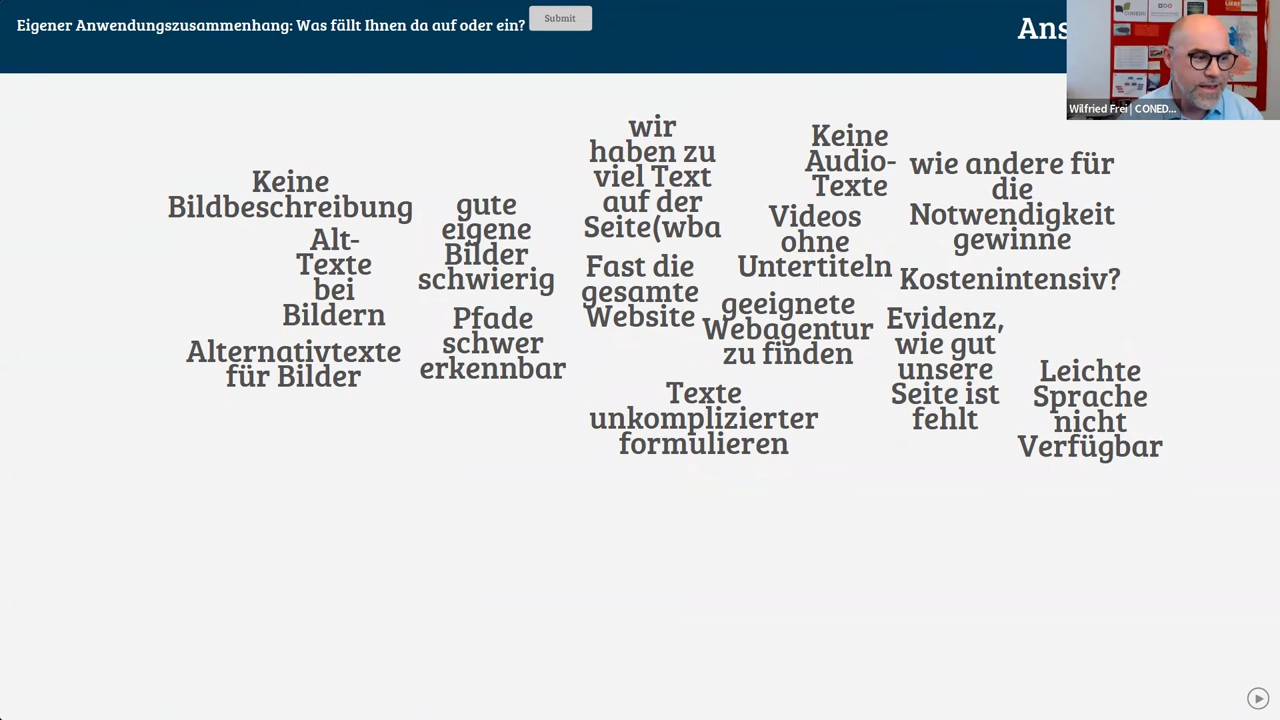 Eigener Anwendungszusammenhang: Was fällt Ihnen da auf oder ein?
Submit
Ans
Wilfried Frei | CONED...
Keine
Bildbeschreibung
Alt-
Texte
bei
Bildern
Alternativtexte
für Bilder
gute
eigene
Bilder
schwierig
Pfade
schwer
erkennbar
wir
haben zu
viel Text
auf der
Seite(wba
Fast die
gesamte
Website
Keine
Audio-
Texte
Videos
ohne
Untertiteln
geeignete
Webagentur
zu finden
Texte
unkomplizierter
formulieren
wie andere für
die
Notwendigkeit
gewinne
Kostenintensiv?
Evidenz,
wie gut
unsere
Seite ist
fehlt
Leichte
Sprache
nicht
Verfügbar